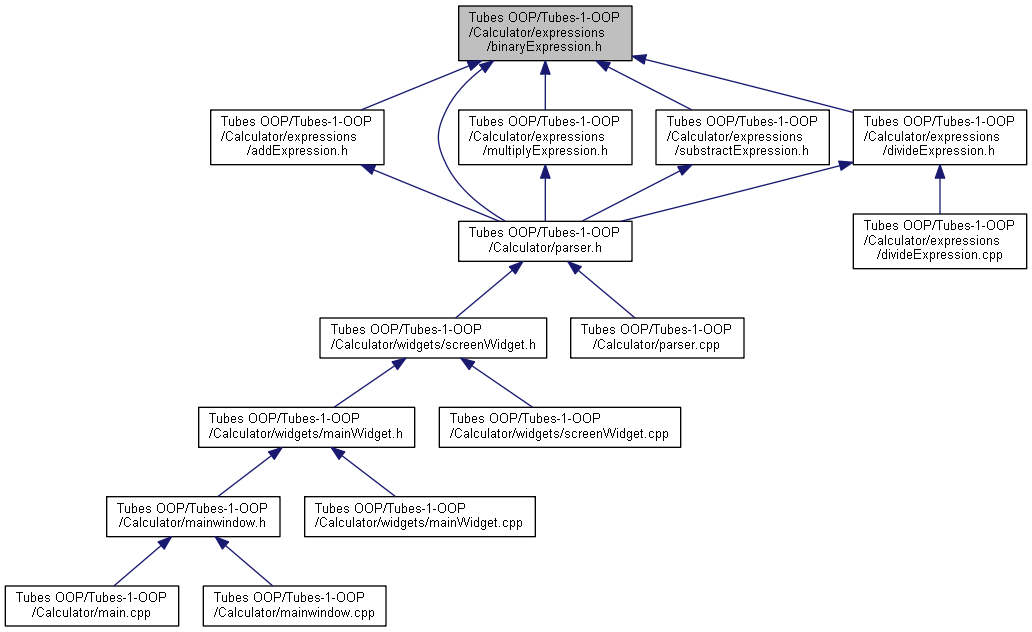 Tubes OOP/Tubes-1-OOP
/Calculator/expressions
/binaryExpression.h
Tubes OOP/Tubes-1-OOP
/Calculator/expressions
/addExpression.h
Tubes OOP/Tubes-1-OOP
/Calculator/expressions
/multiplyExpression.h
Tubes OOP/Tubes-1-OOP
/Calculator/expressions
/substractExpression.h
Tubes OOP/Tubes-1-OOP
/Calculator/expressions
/divideExpression.h
Tubes OOP/Tubes-1-OOP
/Calculator/parser.h
Tubes OOP/Tubes-1-OOP
/Calculator/expressions
/divideExpression.cpp
Tubes OOP/Tubes-1-OOP
/Calculator/widgets/screenWidget.h
Tubes OOP/Tubes-1-OOP
/Calculator/parser.cpp
Tubes OOP/Tubes-1-OOP
/Calculator/widgets/mainWidget.h
Tubes OOP/Tubes-1-OOP
/Calculator/widgets/screenWidget.cpp
Tubes OOP/Tubes-1-OOP
/Calculator/mainwindow.h
Tubes OOP/Tubes-1-OOP
/Calculator/widgets/mainWidget.cpp
Tubes OOP/Tubes-1-OOP
/Calculator/main.cpp
Tubes OOP/Tubes-1-OOP
/Calculator/mainwindow.cpp